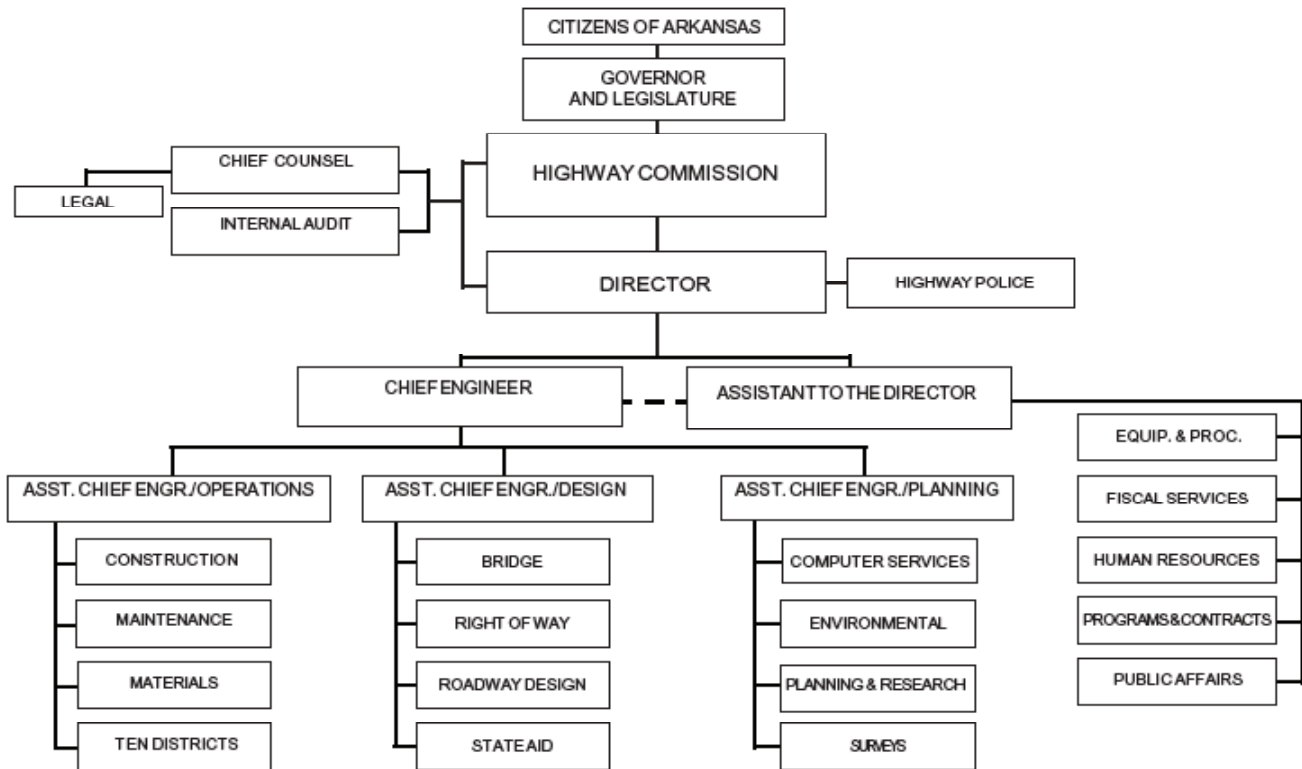 CITIZENS OF ARKANSAS
GOVERNOR
AND LEGISLATURE
HIGHWAY COMMISSION
CHIEF COUNSEL
LEGAL
INTERNAL AUDIT
DIRECTOR
HIGHWAY POLICE
CHIEF ENGINEER
ASSISTANT TO THE DIRECTOR
EQUIP. & PROC.
FISCAL SERVICES
HUMAN RESOURCES
PROGRAMS & CONTRACTS
PUBLIC AFFAIRS
ASST. CHIEF ENGR./OPERATIONS
CONSTRUCTION
MAINTENANCE
MATERIALS
TEN DISTRICTS
ASST. CHIEF ENGR./DESIGN
BRIDGE
RIGHT OF WAY
ROADWAY DESIGN
STATE AID
ASST. CHIEF ENGR./PLANNING
COMPUTER SERVICES
ENVIRONMENTAL
PLANNING & RESEARCH
SURVEYS